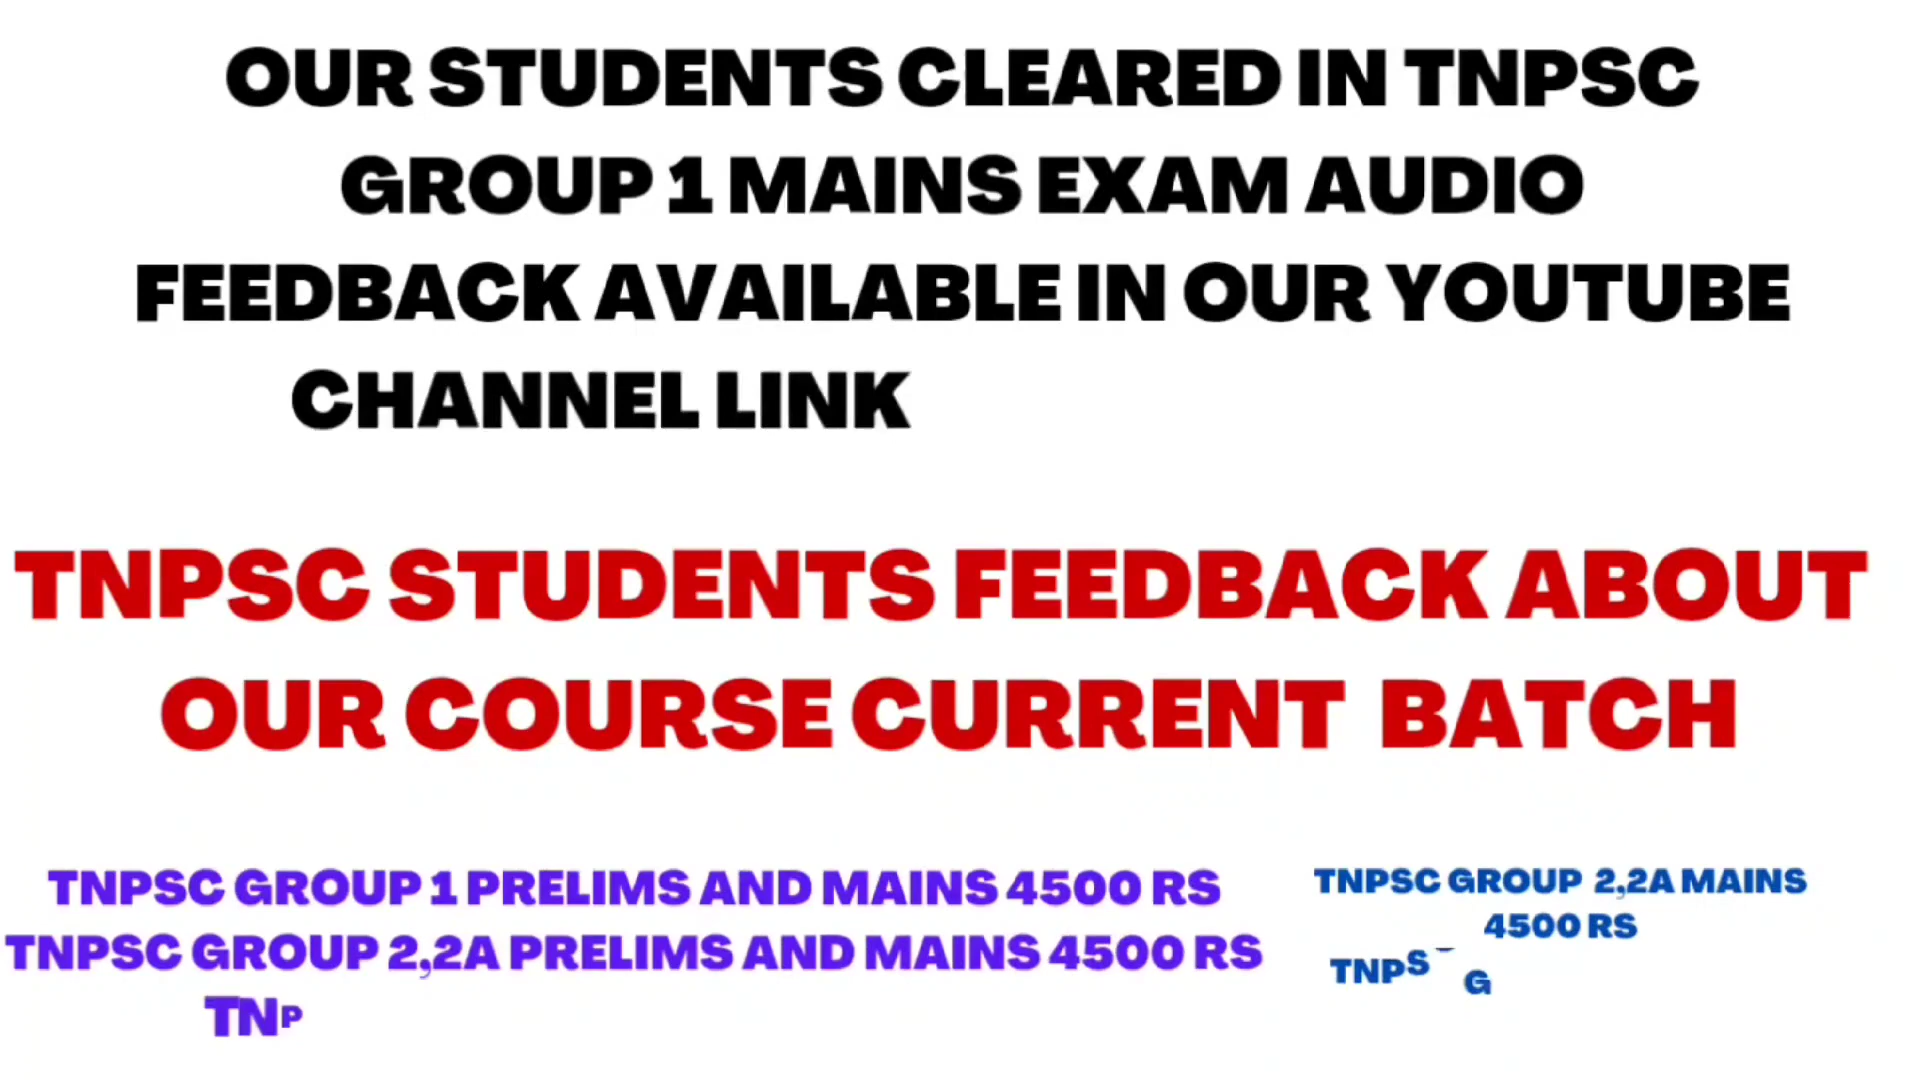 OUR STUDENTS CLEARED IN TNPSC
GROUP 1 MAINS EXAM AUDIO
FEEDBACK AVAILABLE IN OUR YOUTUBE
CHANNEL LINK
TNPSC STUDENTS FEEDBACK ABOUT
OUR COURSE CURRENT BATCH
TNPSC GROUP 1 PRELIMS AND MAINS 4500 RS
TNPSC GROUP 2,2A PRELIMS AND MAINS 4500 RS
TNP
TNPSC GROUP 2,2A MAINS
4500 RS
TNPS G